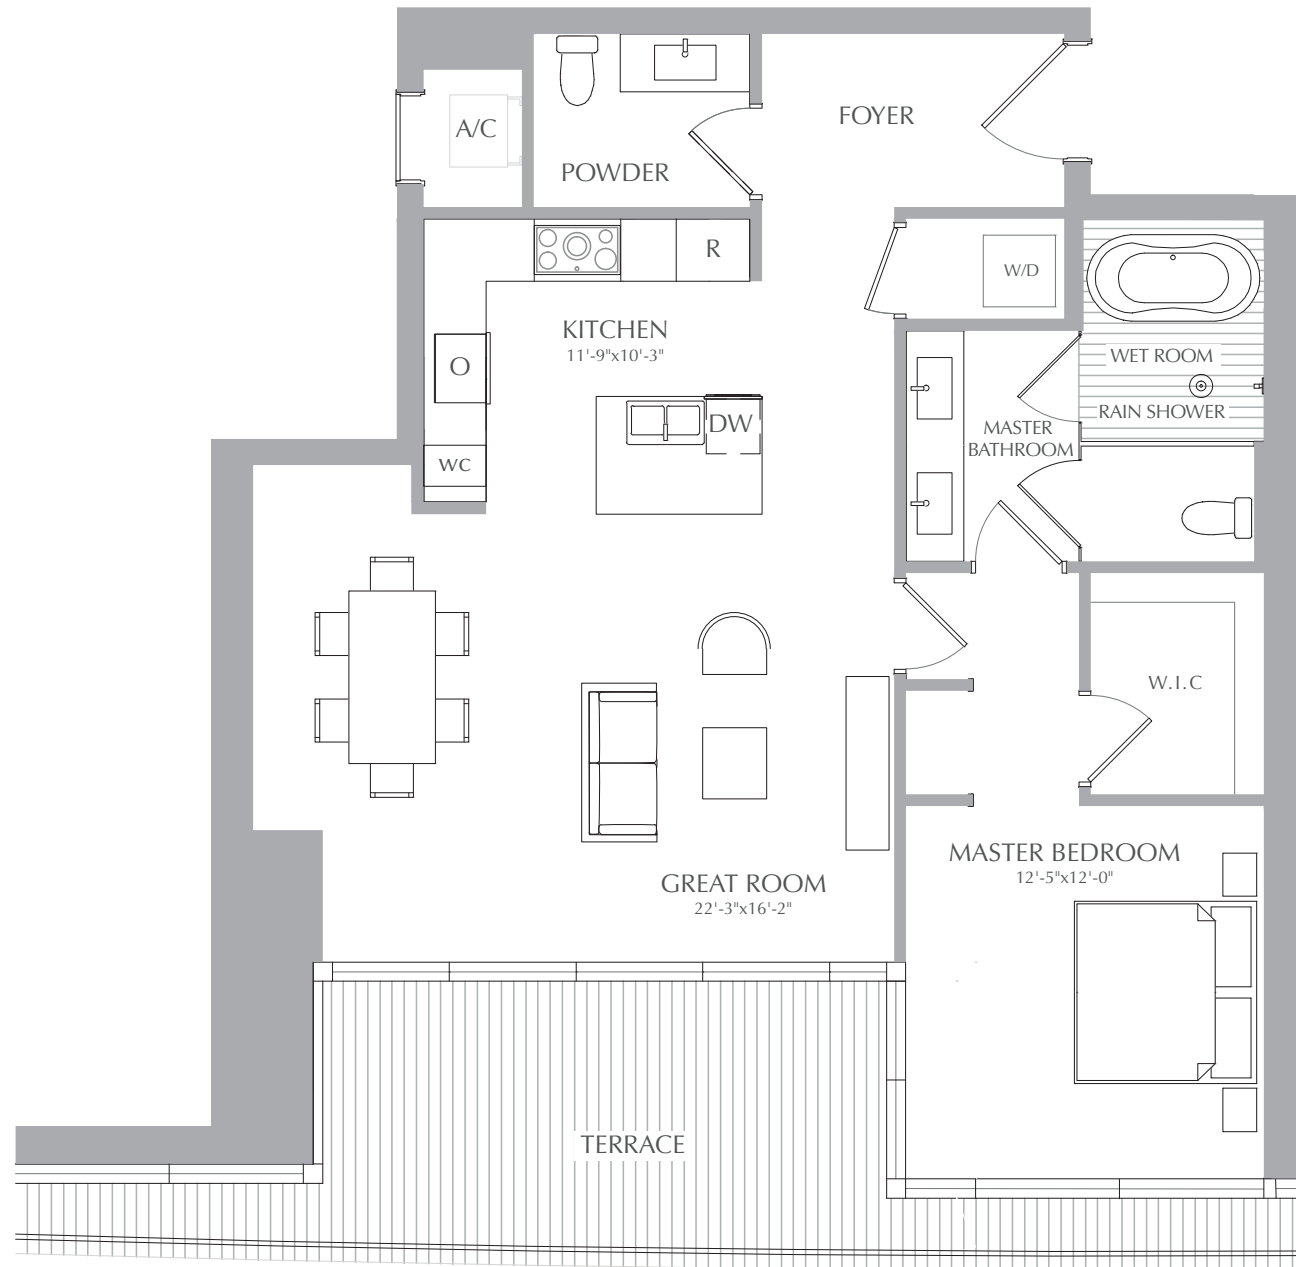 FOYER
A/C
POWDER
R
W/D
KITCHEN
11'-9"x10'-3"
O
WET ROOM
RAIN SHOWER
DW
MASTER
BATHROOM
WC
W.I.C
MASTER BEDROOM
12'-5"x12'-0"
GREAT ROOM
22'-3"x16'-2"
TERRACE